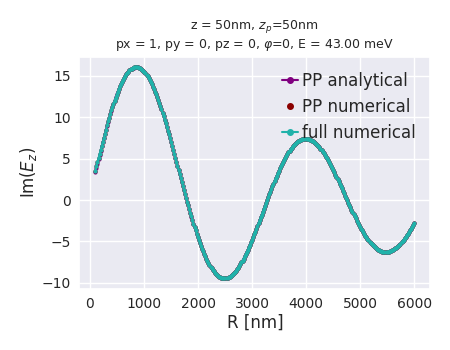 z = 50nm, zₚ=50nm
px = 1, py = 0, pz = 0, φ=0, E = 43.00 meV
PP analytical
PP numerical
full numerical
Im(E_z)
15
10
5
0
−5
−10
0 1000 2000 3000 4000 5000 6000
R [nm]